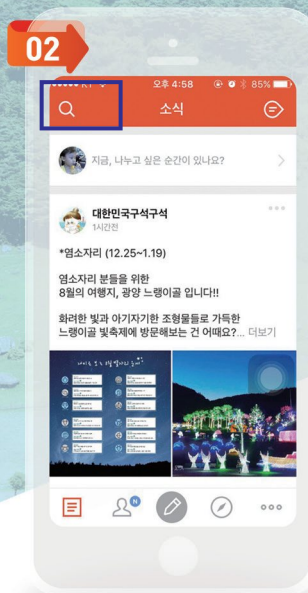 02
KT 오후 4:58 85%
소식
지금, 나누고 싶은 순간이 있나요?
대한민국구석구석
1시간전
*염소자리 (12.25~1.19)
염소자리 분들을 위한
8월의 여행지, 광양 느랭이골 입니다!!
화려한 빛과 아기자기한 조형물들로 가득한
느랭이골 빛축제에 방문해보는 건 어때요?... 더보기
N